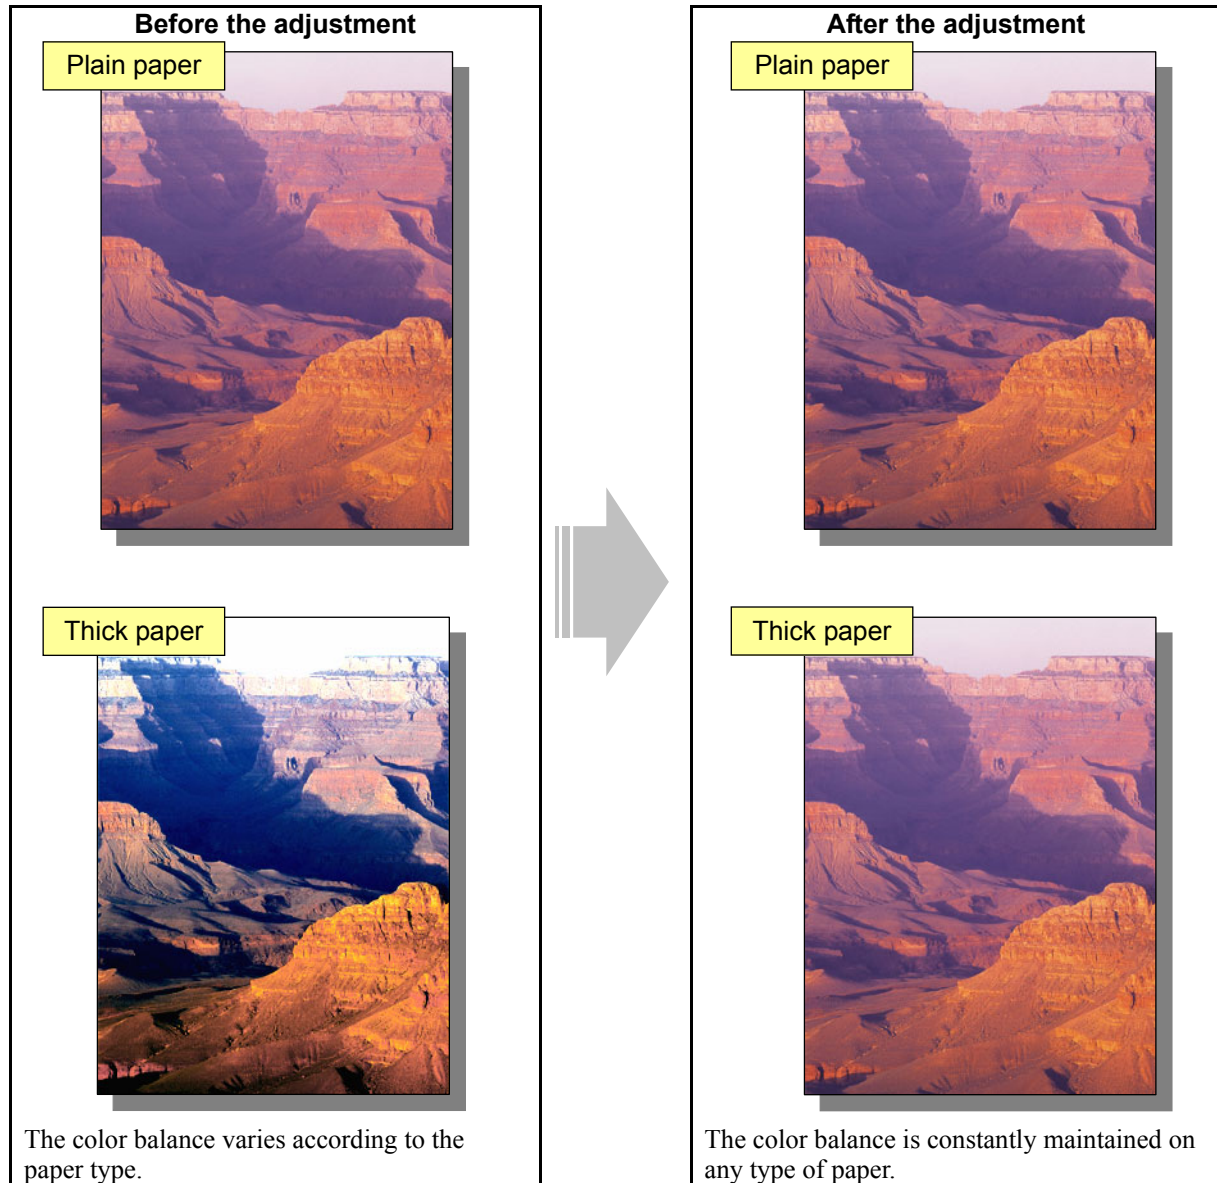 Before the adjustment
Plain paper
Thick paper
The color balance varies according to the
paper type.
After the adjustment
Plain paper
Thick paper
The color balance is constantly maintained on
any type of paper.